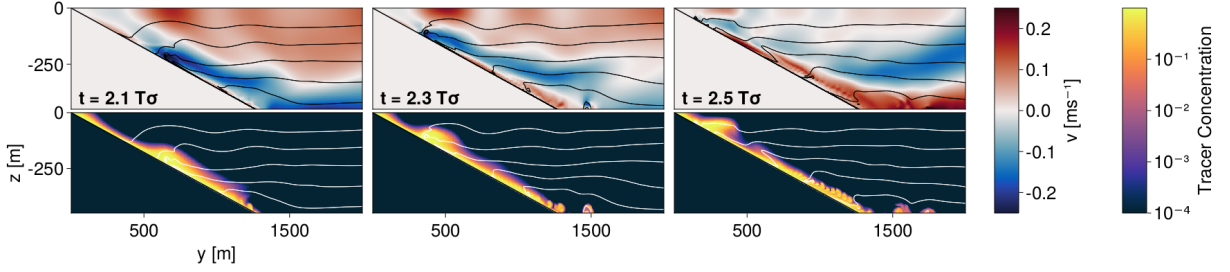 0
-250
t = 2.1 Tσ
t = 2.3 Tσ
t = 2.5 Tσ
0
-250
z [m]
500
1500
500
1500
500
1500
y [m]
0.2
0.1
0.0
-0.1
-0.2
v [ms⁻¹]
10⁻¹
10⁻²
10⁻³
10⁻⁴
Tracer Concentration